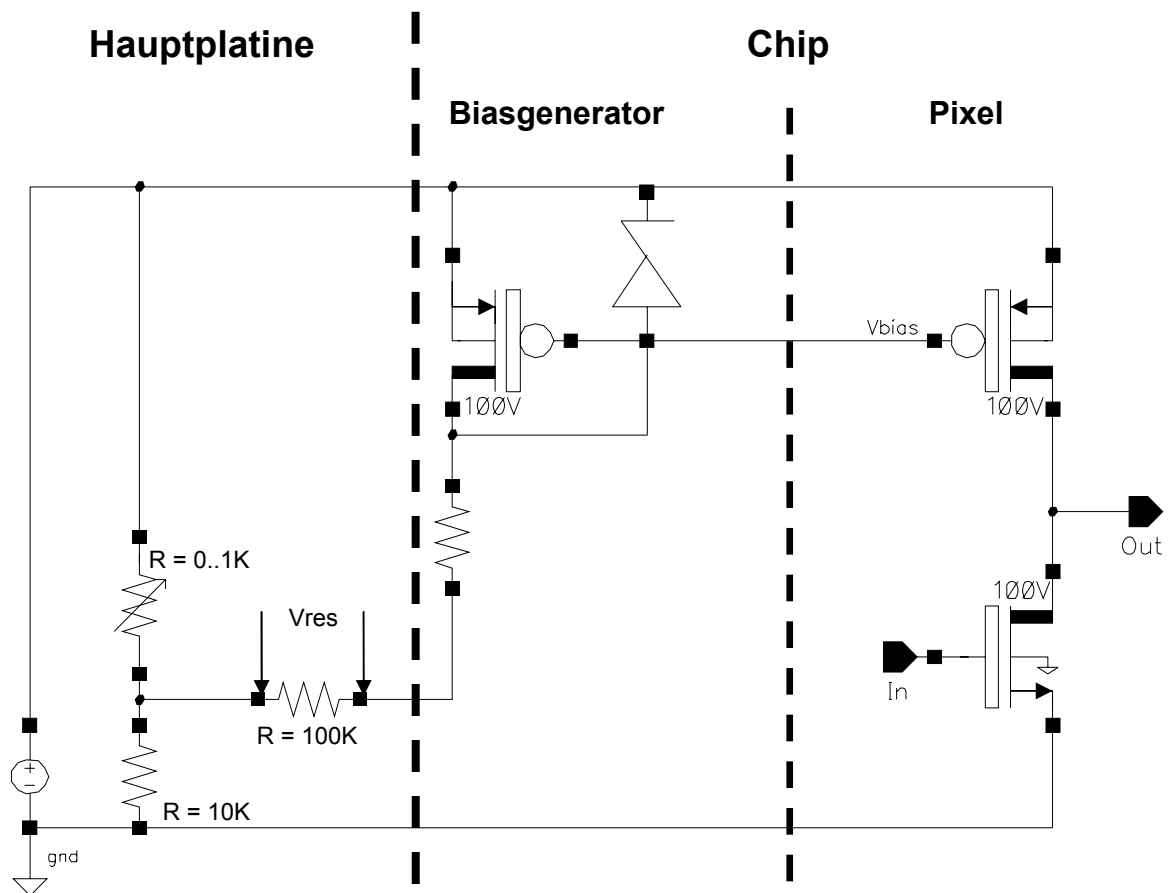 Hauptplatine
Chip
Biasgenerator
Pixel
Vbias
100V
100V
R = 0..1K
Out
100V
Vres
In
R = 100K
R = 10K
+
−
gnd